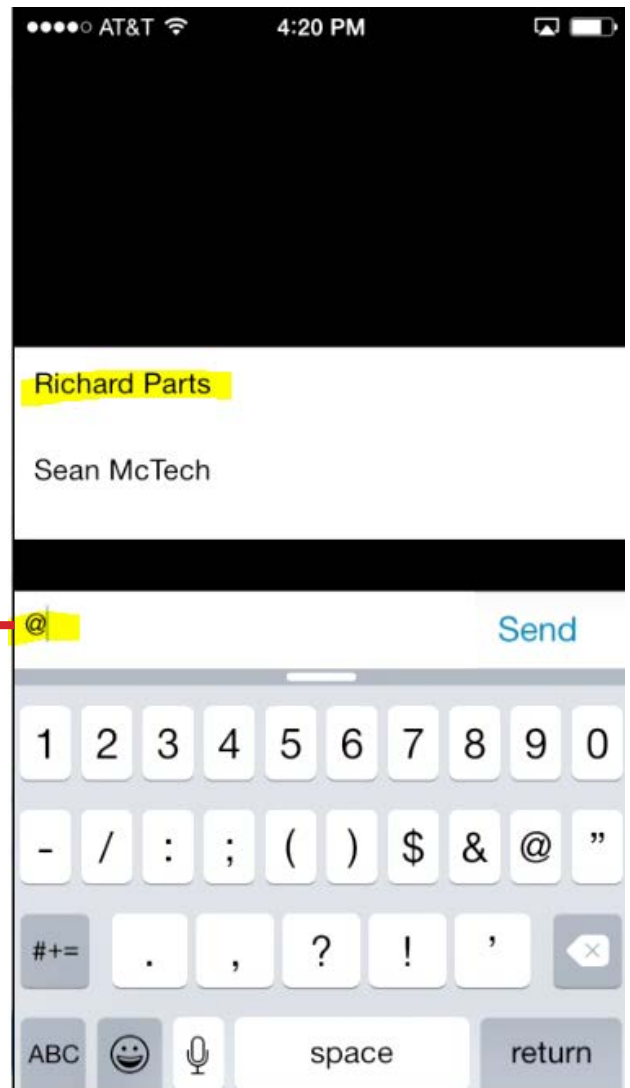 AT&T 4:20 PM
Richard Parts
Sean McTech
@ Send
1 2 3 4 5 6 7 8 9 0
- / : ; ( ) $ & @ ”
#+= . , ? ! ’
ABC space return